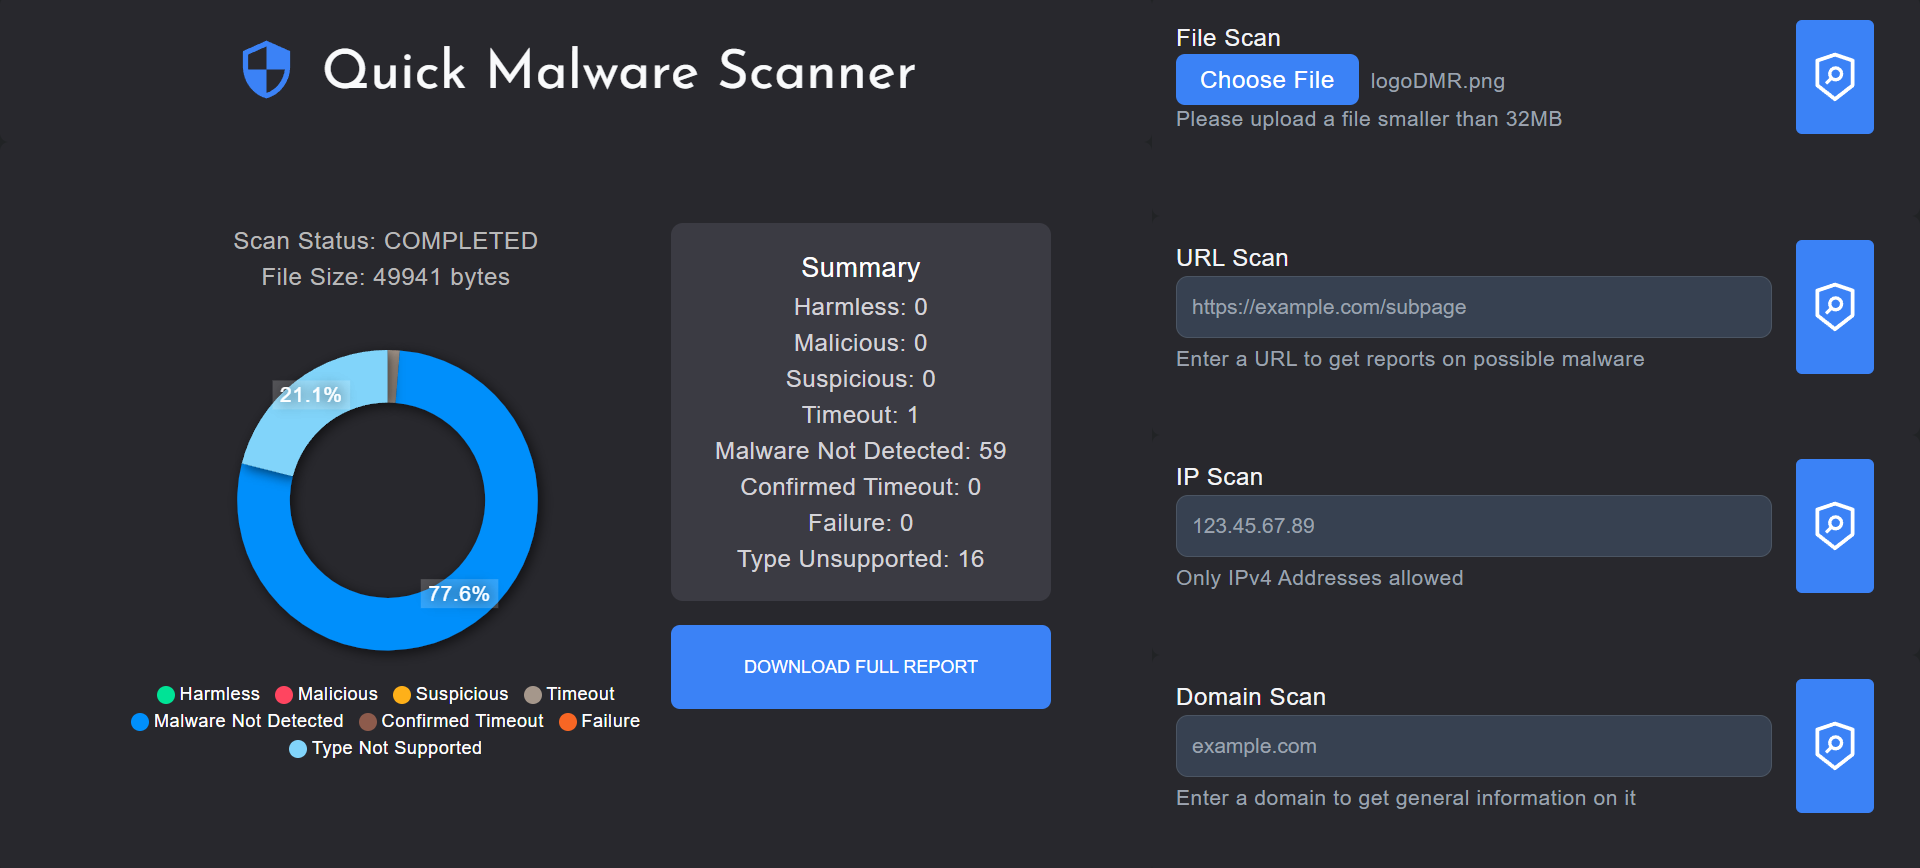 Quick Malware Scanner
Scan Status: COMPLETED
File Size: 49941 bytes
21.1%
77.6%
Harmless Malicious Suspicious Timeout
Malware Not Detected Confirmed Timeout Failure
Type Not Supported
Summary
Harmless: 0
Malicious: 0
Suspicious: 0
Timeout: 1
Malware Not Detected: 59
Confirmed Timeout: 0
Failure: 0
Type Unsupported: 16
DOWNLOAD FULL REPORT
File Scan
Choose File logoDMR.png
Please upload a file smaller than 32MB
URL Scan
https://example.com/subpage
Enter a URL to get reports on possible malware
IP Scan
123.45.67.89
Only IPv4 Addresses allowed
Domain Scan
example.com
Enter a domain to get general information on it